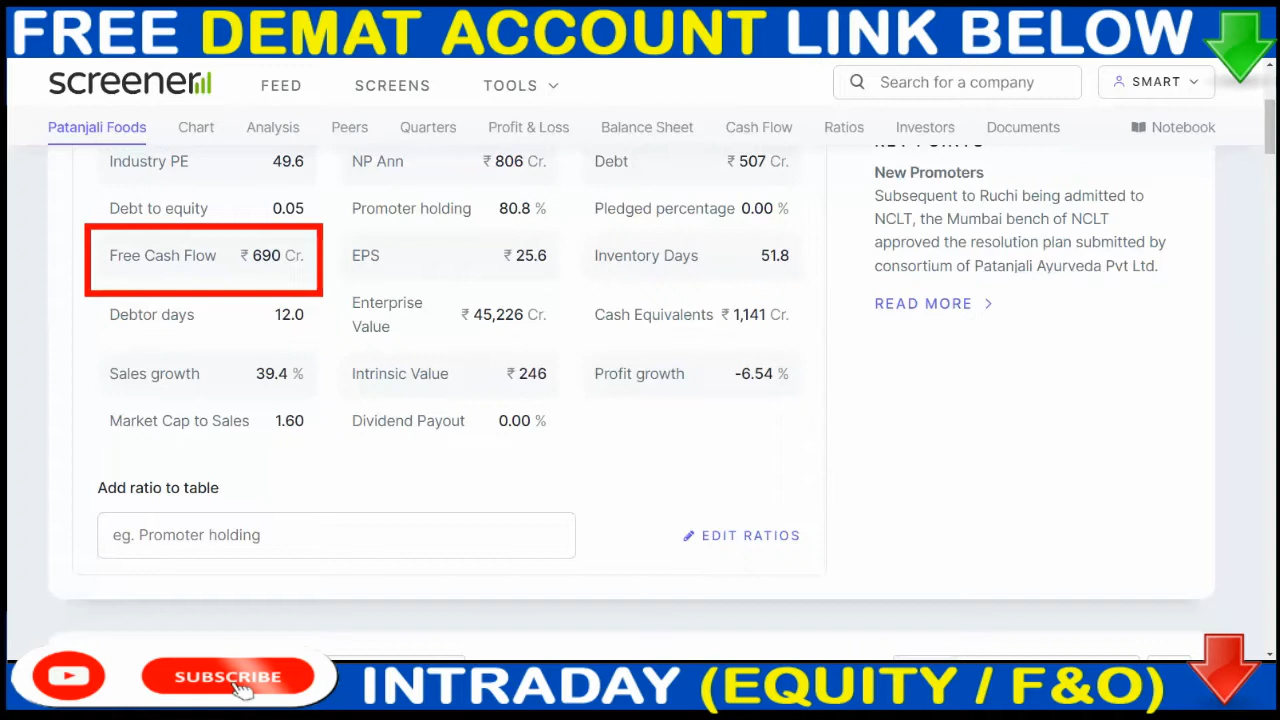 FREE DEMAT ACCOUNT LINK BELOW
screener
FEED
SCREENS
TOOLS
Search for a company
SMART
Patanjali Foods
Chart
Analysis
Peers
Quarters
Profit & Loss
Balance Sheet
Cash Flow
Ratios
Investors
Documents
Notebook
Industry PE 49.6
NP Ann ₹ 806 Cr.
Debt ₹ 507 Cr.
Debt to equity 0.05
Promoter holding 80.8 %
Pledged percentage 0.00 %
Free Cash Flow ₹ 690 Cr.
EPS ₹ 25.6
Inventory Days 51.8
Debtor days 12.0
Enterprise
Value ₹ 45,226 Cr.
Cash Equivalents ₹ 1,141 Cr.
Sales growth 39.4 %
Intrinsic Value ₹ 246
Profit growth -6.54 %
Market Cap to Sales 1.60
Dividend Payout 0.00 %
KEY POINTS
New Promoters
Subsequent to Ruchi being admitted to
NCLT, the Mumbai bench of NCLT
approved the resolution plan submitted by
consortium of Patanjali Ayurveda Pvt Ltd.
READ MORE
Add ratio to table
eg. Promoter holding
EDIT RATIOS
SUBSCRIBE
INTRADAY (EQUITY / F&O)